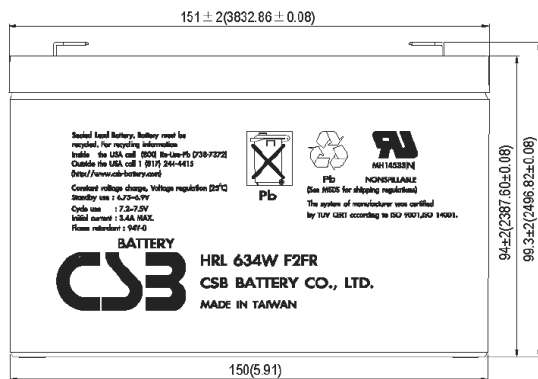 151±2(3832.86±0.08)
Sealed Lead Battery. Battery must be
recycled. For recycling information
Inside the USA call (800) Re-Use-Pb (738-7372)
Outside the USA call 1 (817) 244-4415
(http://www.csb-battery.com)
Constant voltage charge, Voltage regulation (25°C)
Standby use : 6.75-6.9V
Cycle use : 7.2-7.5V
Initial current : 3.4A MAX.
Flame retardant : 94V-0
Pb
Pb
MH14533(N)
NONSPILLABLE
(See MSDS for shipping regulations)
The system of manufacturer was certified
by TUV CERT according to ISO 9001,ISO 14001.
BATTERY
CSB
HRL 634W F2FR
CSB BATTERY CO., LTD.
MADE IN TAIWAN
94±2(2387.60±0.08)
99.3±2(2496.82±0.08)
150(5.91)